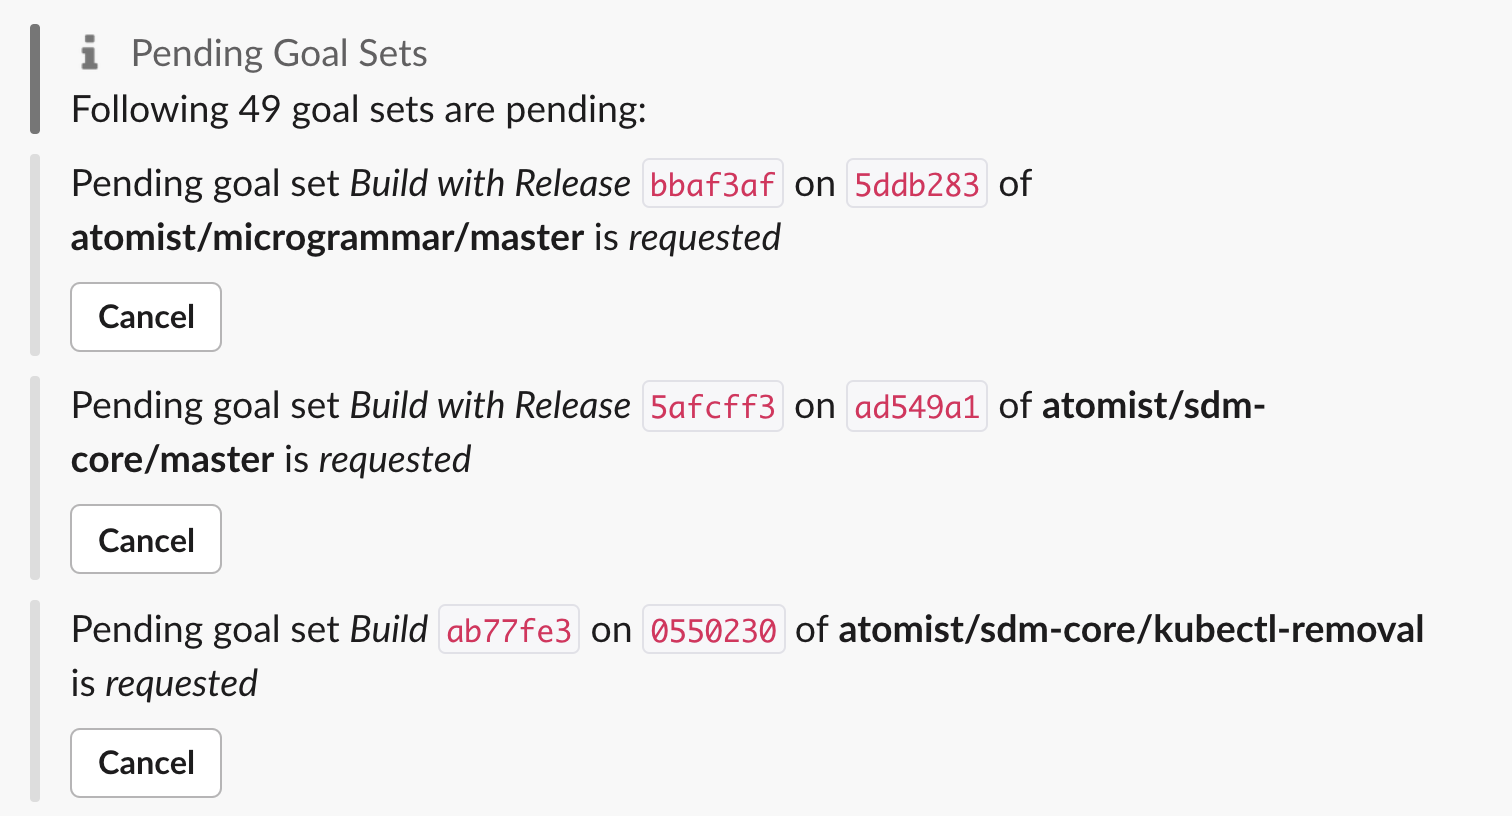 Pending Goal Sets
Following 49 goal sets are pending:
Pending goal set Build with Release bbaf3af on 5ddb283 of
atomist/microgrammar/master is requested
Cancel
Pending goal set Build with Release 5afcff3 on ad549a1 of atomist/sdm-
core/master is requested
Cancel
Pending goal set Build ab77fe3 on 0550230 of atomist/sdm-core/kubectl-removal
is requested
Cancel